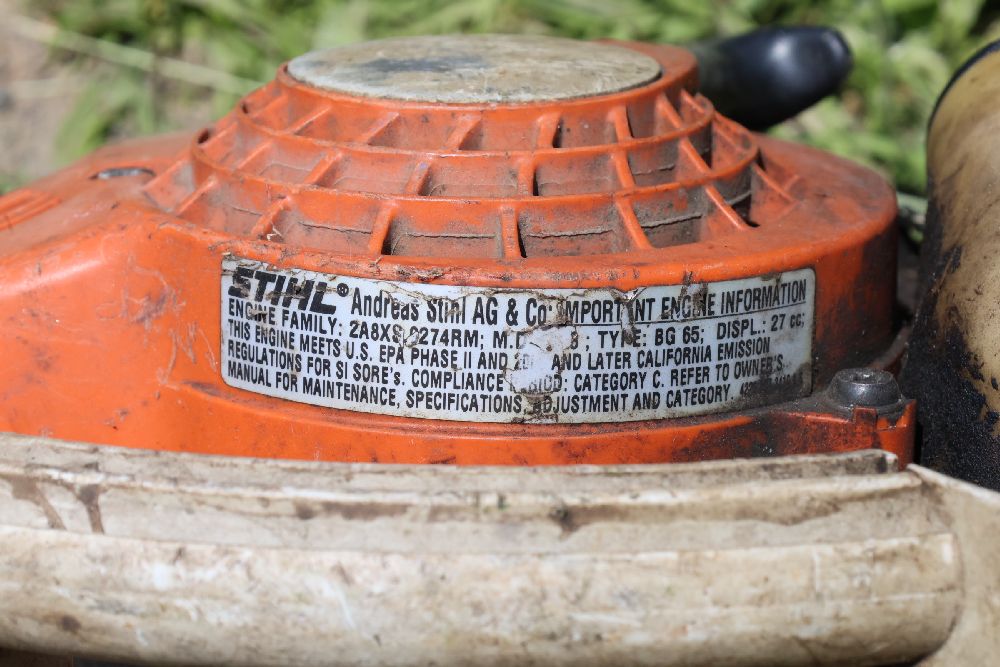 STIHL® Andreas Stihl AG & Co IMPORTANT ENGINE INFORMATION
ENGINE FAMILY: 2A8XS 0274RM; TYPE: BG 65; DISPL.: 27 cc;
THIS ENGINE MEETS U.S. EPA PHASE II AND AND LATER CALIFORNIA EMISSION
REGULATIONS FOR SI SORE'S. COMPLIANCE CATEGORY C. REFER TO OWNER'S
MANUAL FOR MAINTENANCE, SPECIFICATIONS, ADJUSTMENT AND CATEGORY.